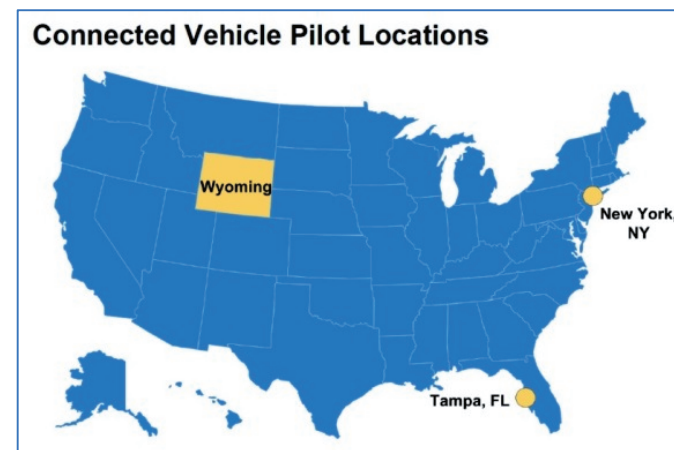 Connected Vehicle Pilot Locations
Wyoming
New York,
NY
Tampa, FL